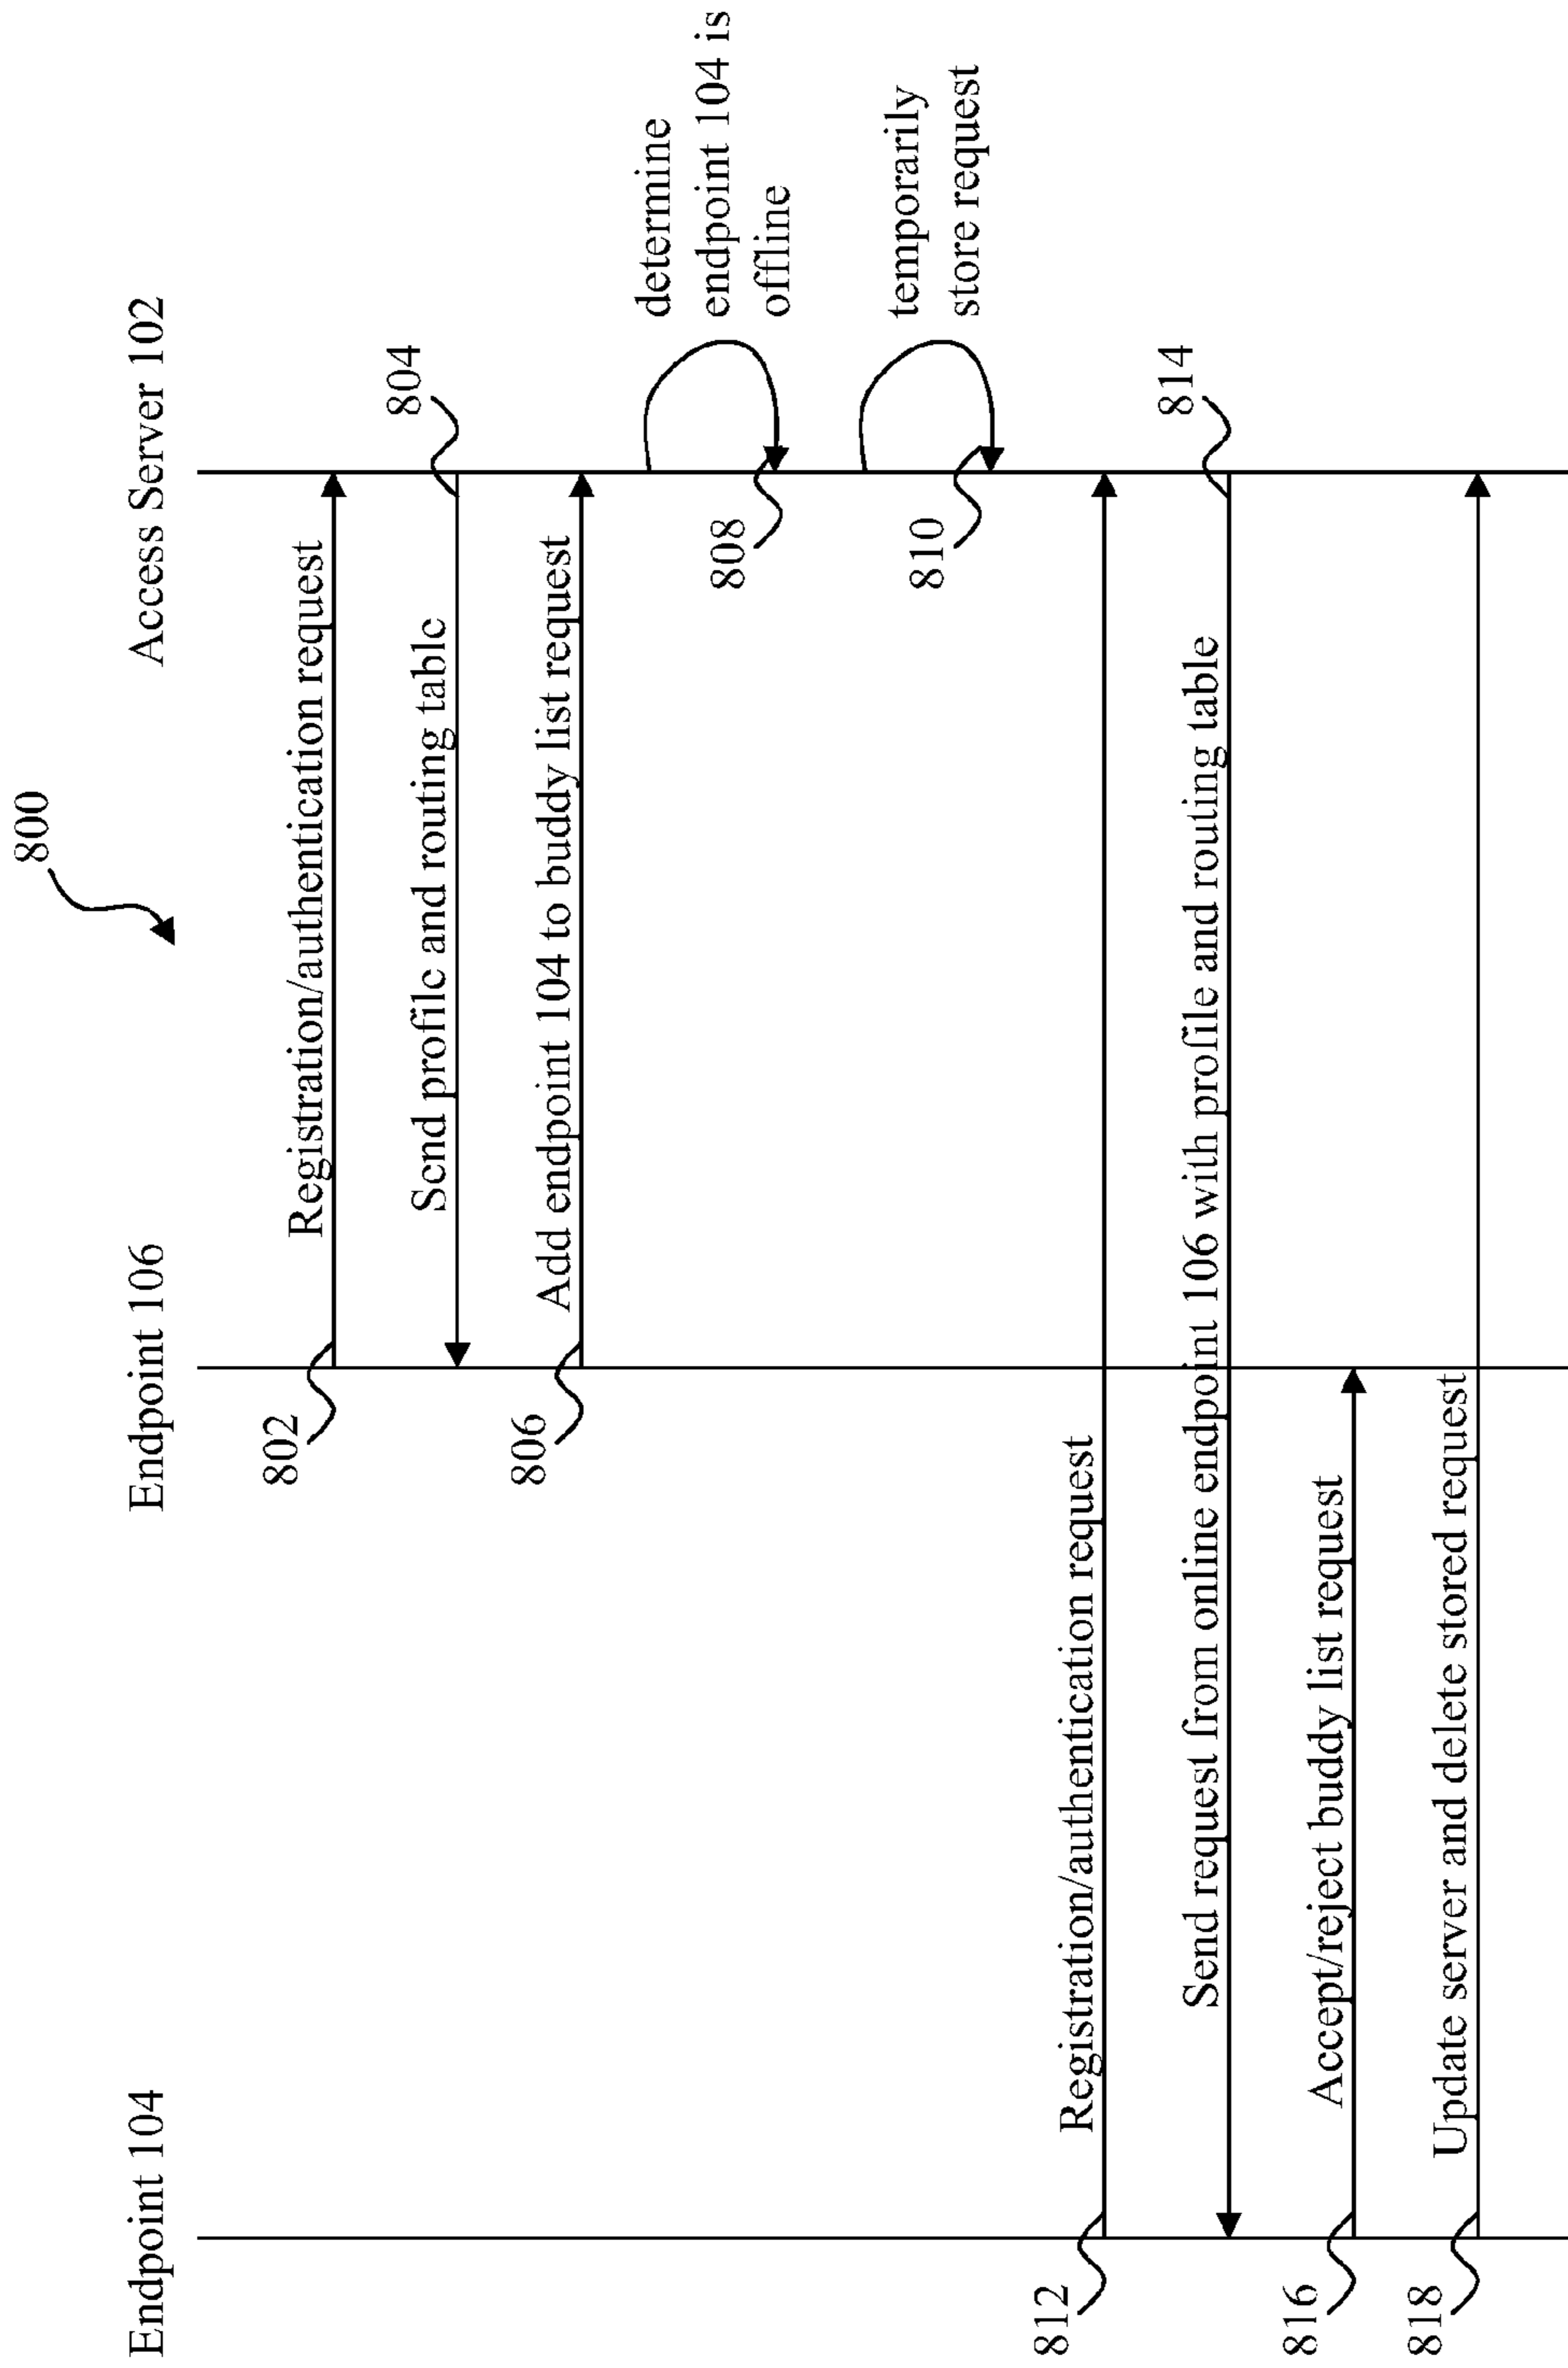 800
Endpoint 104
Endpoint 106
Access Server 102
802
Registration/authentication request
804
Send profile and routing table
806
Add endpoint 104 to buddy list request
determine
endpoint 104 is
offline
808
temporarily
store request
810
812
Registration/authentication request
814
Send request from online endpoint 106 with profile and routing table
816
Accept/reject buddy list request
818
Update server and delete stored request